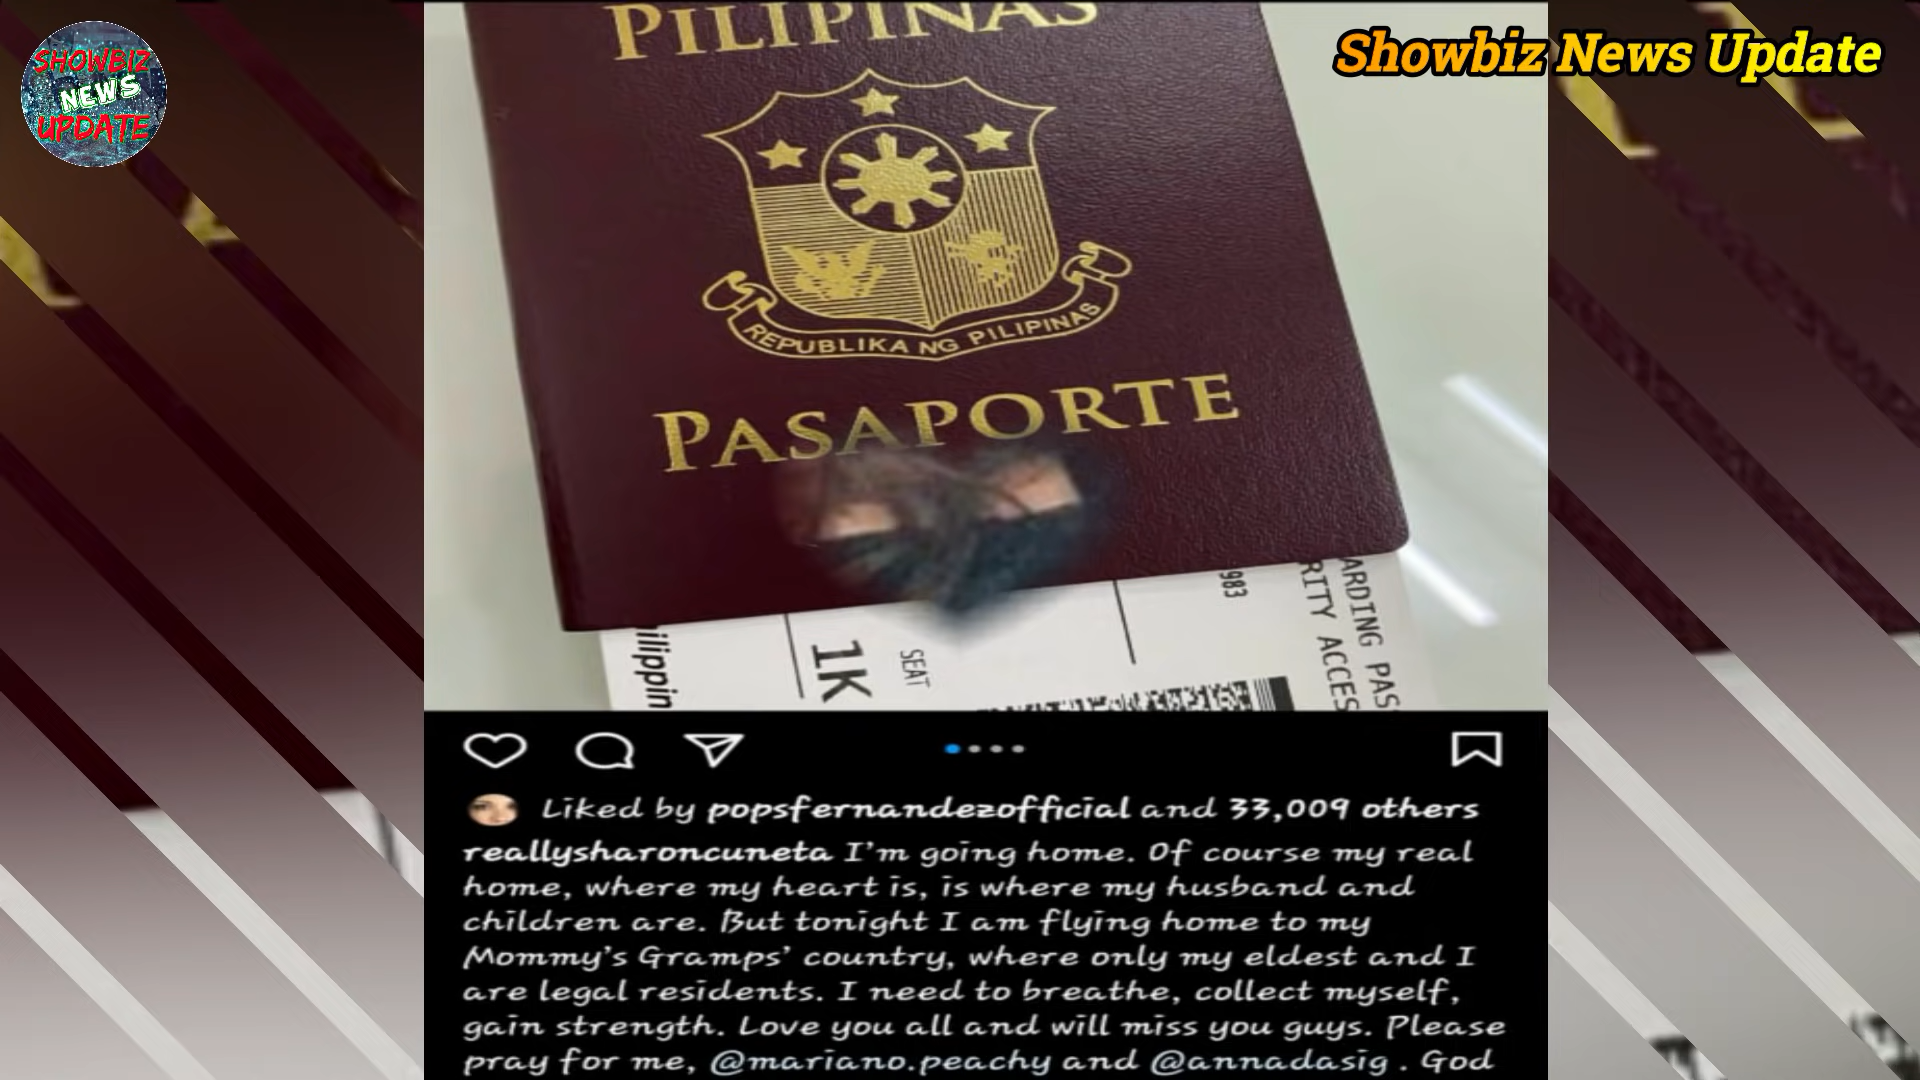 SHOWBIZ
NEWS
UPDATE
Showbiz News Update
PILIPINAS
REPUBLIKA NG PILIPINAS
PASAPORTE
ilippin
1K
SEAT
983
ARDING PAS
RITY ACCES
Liked by popsfernandezofficial and 33,009 others
reallysharoncuneta I'm going home. Of course my real
home, where my heart is, is where my husband and
children are. But tonight I am flying home to my
Mommy's Gramps' country, where only my eldest and I
are legal residents. I need to breathe, collect myself,
gain strength. Love you all and will miss you guys. Please
pray for me, @mariano.peachy and @annadasig . God